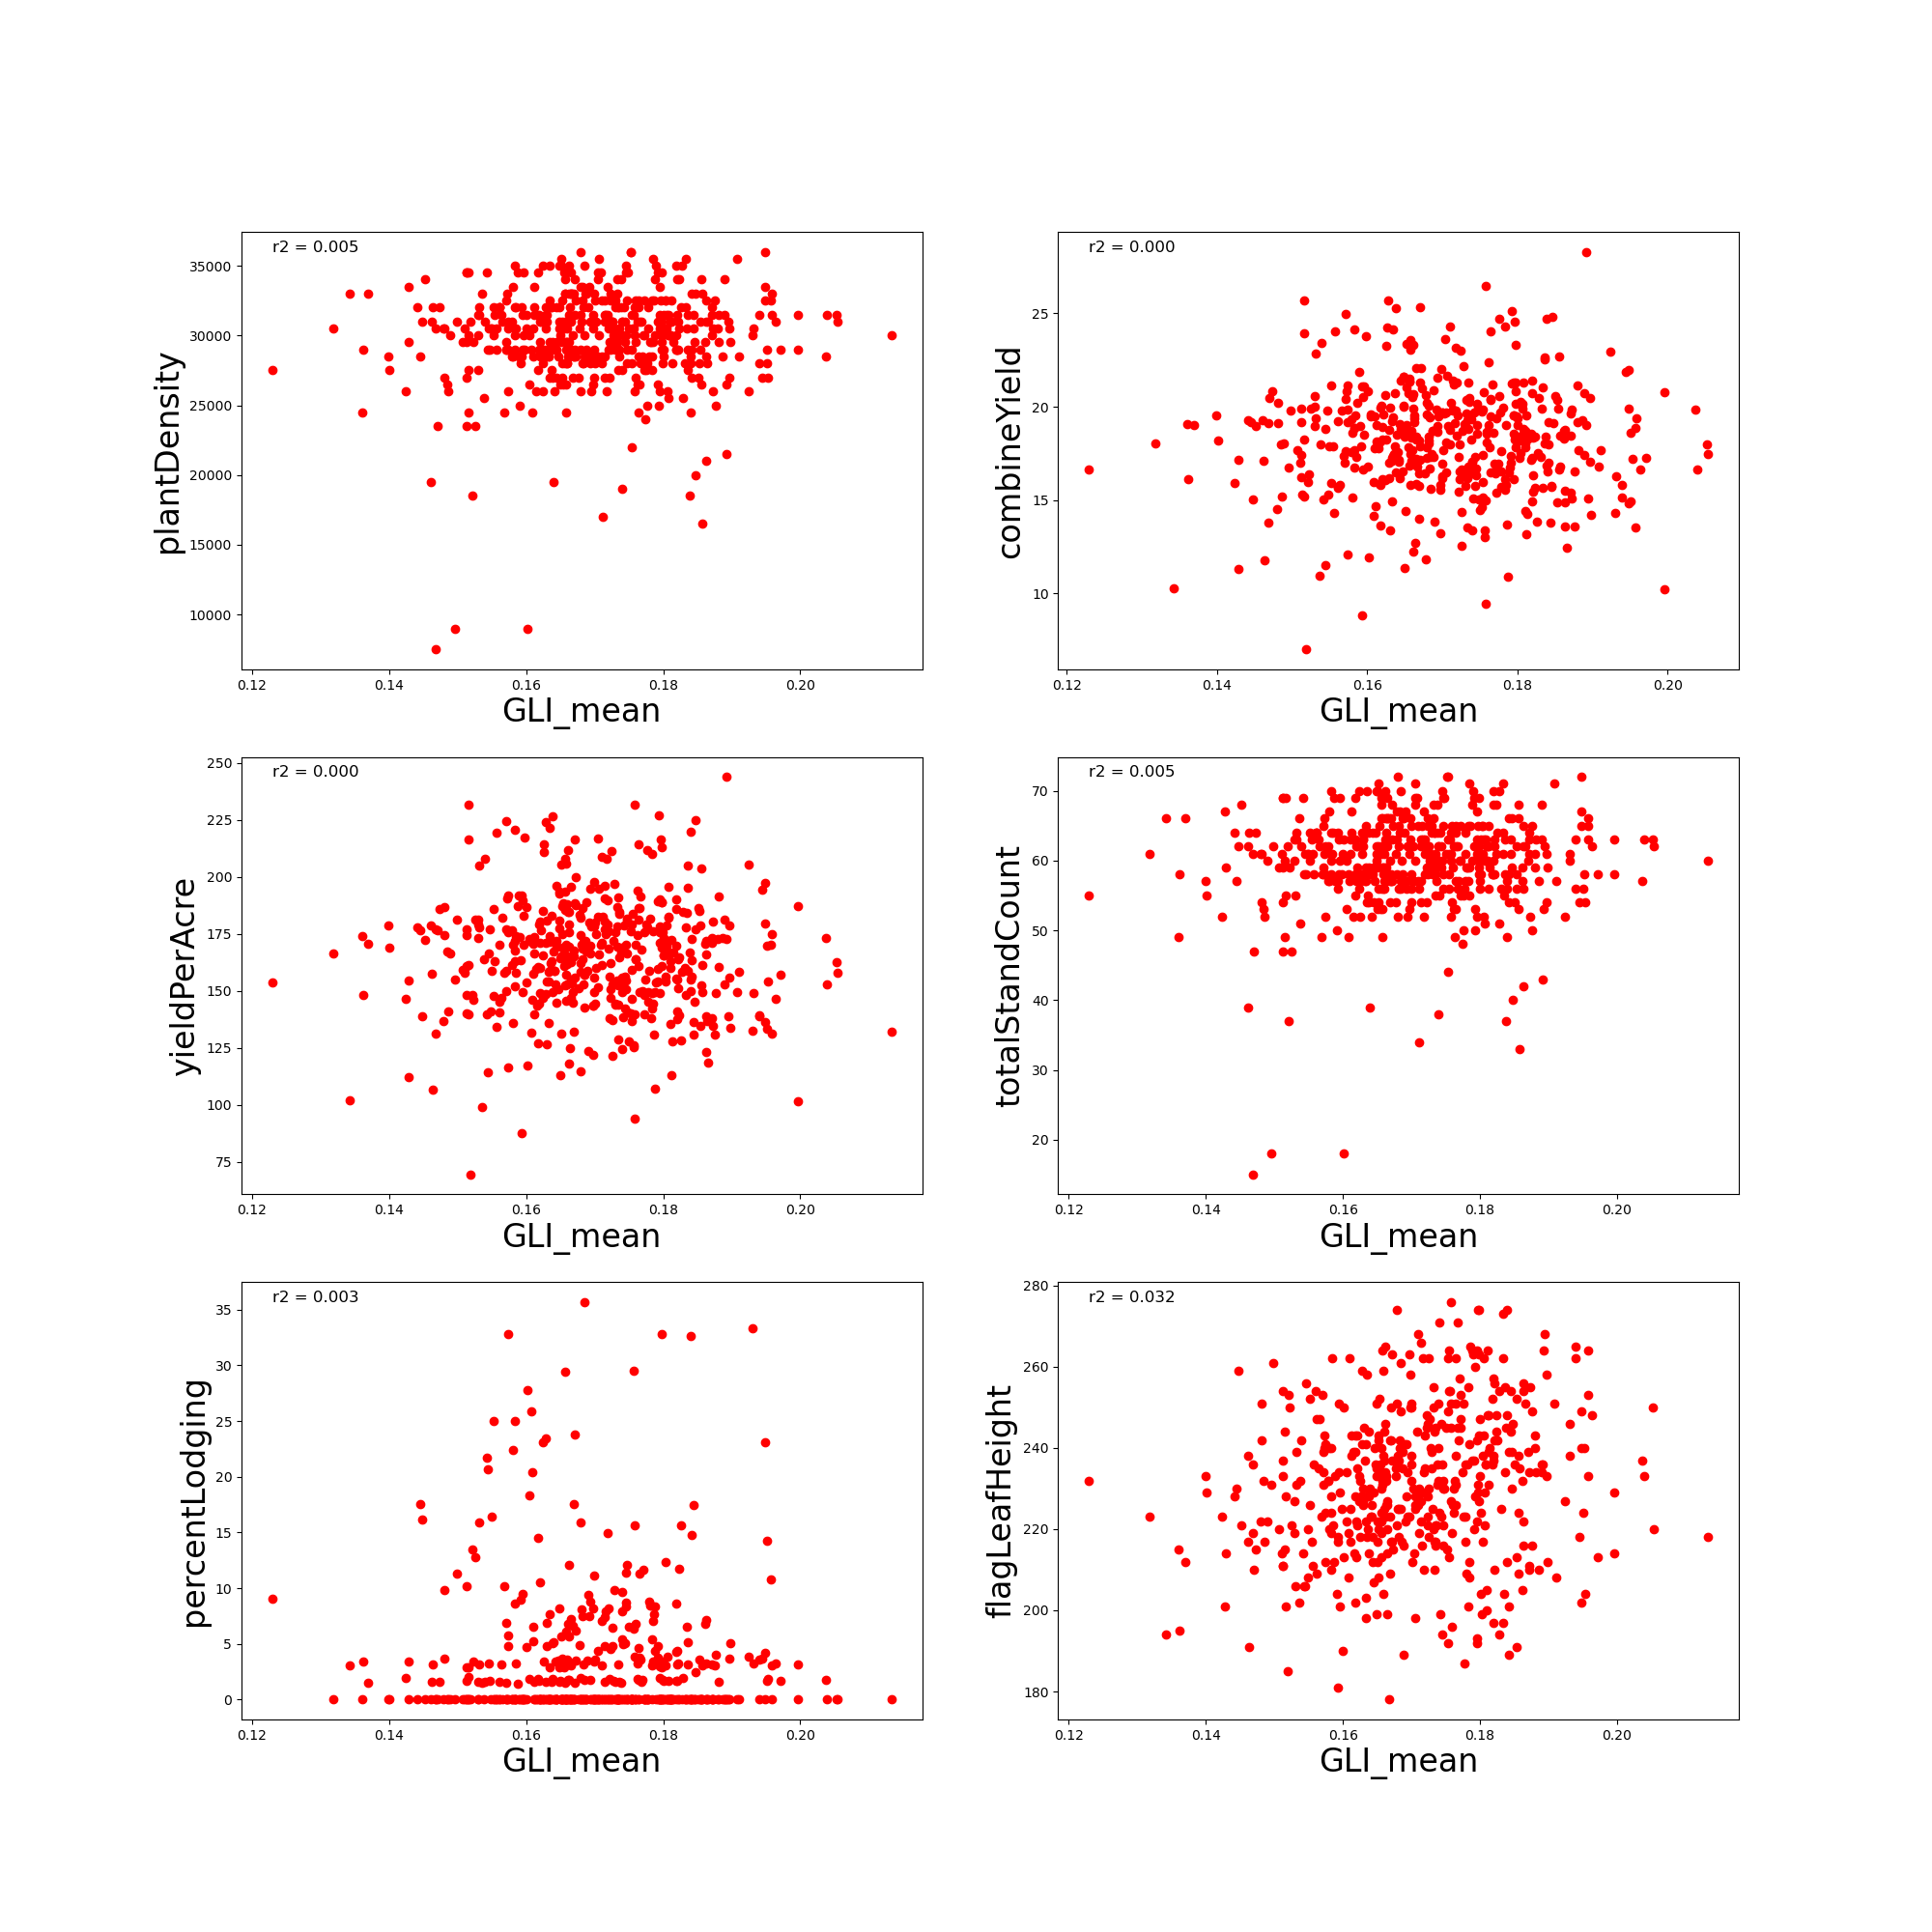 r2 = 0.005
plantDensity
35000
30000
25000
20000
15000
10000
0.12 0.14 0.16 0.18 0.20
GLI_mean
r2 = 0.000
combineYield
25
20
15
10
0.12 0.14 0.16 0.18 0.20
GLI_mean
r2 = 0.000
yieldPerAcre
250
225
200
175
150
125
100
75
0.12 0.14 0.16 0.18 0.20
GLI_mean
r2 = 0.005
totalStandCount
70
60
50
40
30
20
0.12 0.14 0.16 0.18 0.20
GLI_mean
r2 = 0.003
percentLodging
35
30
25
20
15
10
5
0
0.12 0.14 0.16 0.18 0.20
GLI_mean
r2 = 0.032
flagLeafHeight
280
260
240
220
200
180
0.12 0.14 0.16 0.18 0.20
GLI_mean